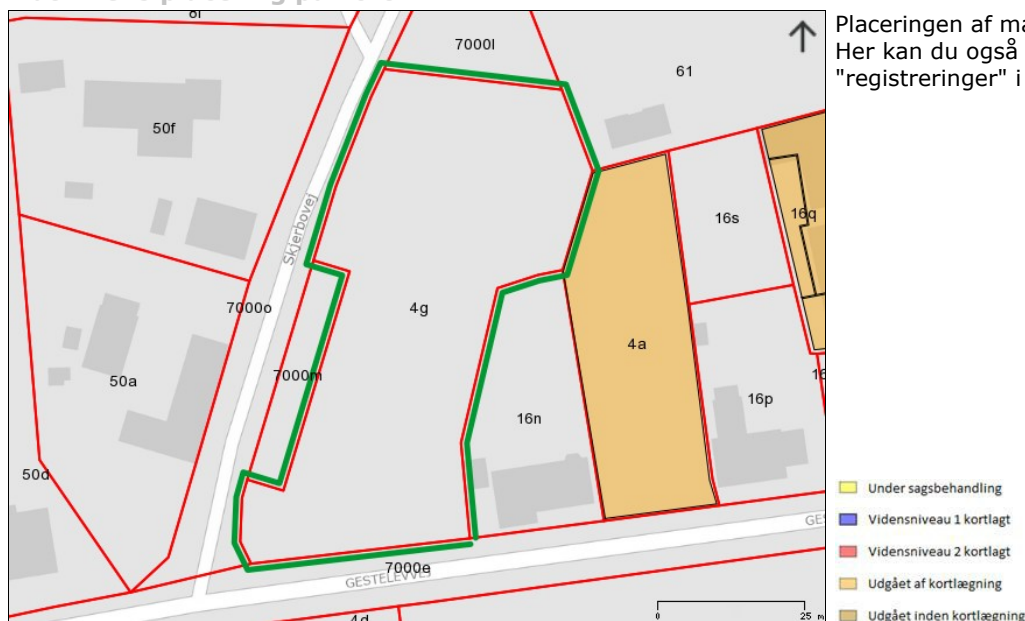 Placeringen af
Her kan du også
"registreringer" i
7000l
61
50f
16s
16q
Skjerbovej
7000o
4g
4a
7000m
50a
16p
16n
50d
GESTELEVVEJ
7000e
4d
0
25 m
Under sagsbehandling
Vidensniveau 1 kortlagt
Vidensniveau 2 kortlagt
Udgået af kortlægning
Udgået inden kortlægning